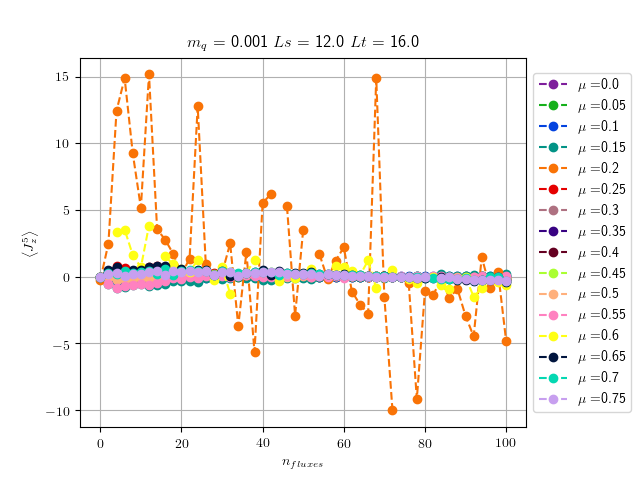 m_q = 0.001 Ls = 12.0 Lt = 16.0
⟨J_z^5⟩
15
10
5
0
−5
−10
0 20 40 60 80 100
n_{fluxes}
μ =0.0
μ =0.05
μ =0.1
μ =0.15
μ =0.2
μ =0.25
μ =0.3
μ =0.35
μ =0.4
μ =0.45
μ =0.5
μ =0.55
μ =0.6
μ =0.65
μ =0.7
μ =0.75